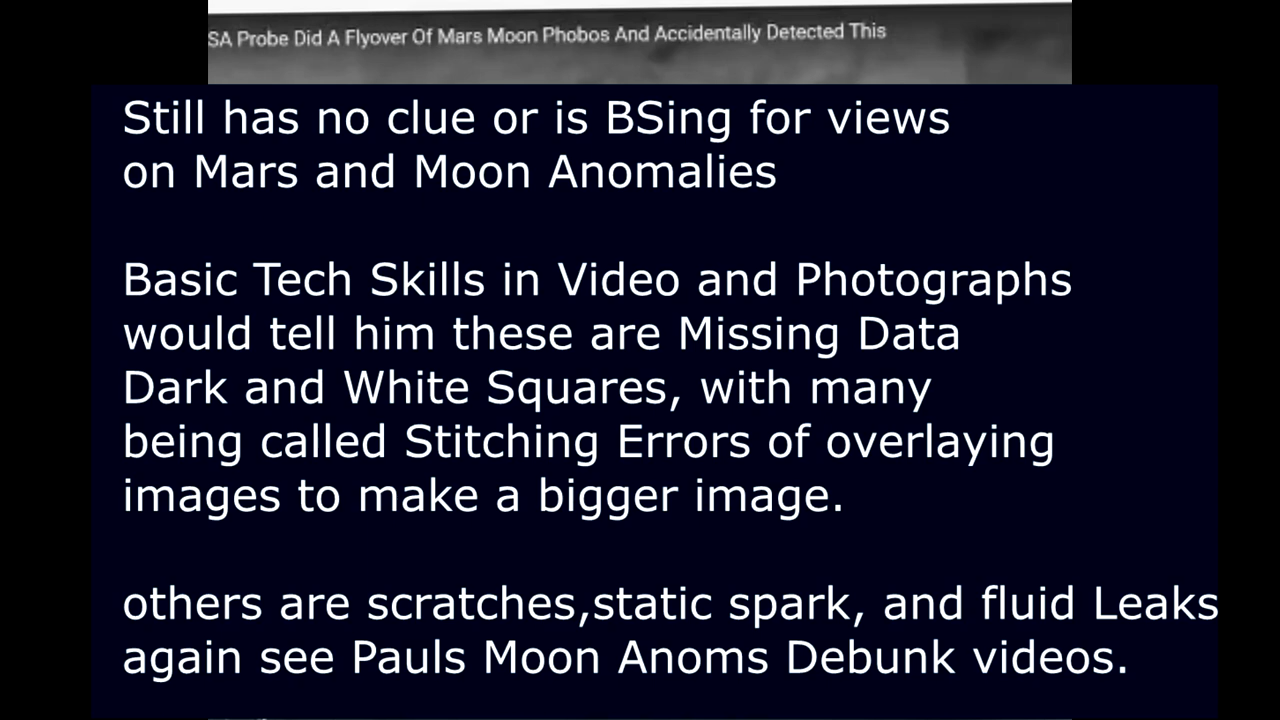 SA Probe Did A Flyover Of Mars Moon Phobos And Accidentally Detected This
Still has no clue or is BSing for views
on Mars and Moon Anomalies
Basic Tech Skills in Video and Photographs
would tell him these are Missing Data
Dark and White Squares, with many
being called Stitching Errors of overlaying
images to make a bigger image.
others are scratches,static spark, and fluid Leaks
again see Pauls Moon Anoms Debunk videos.